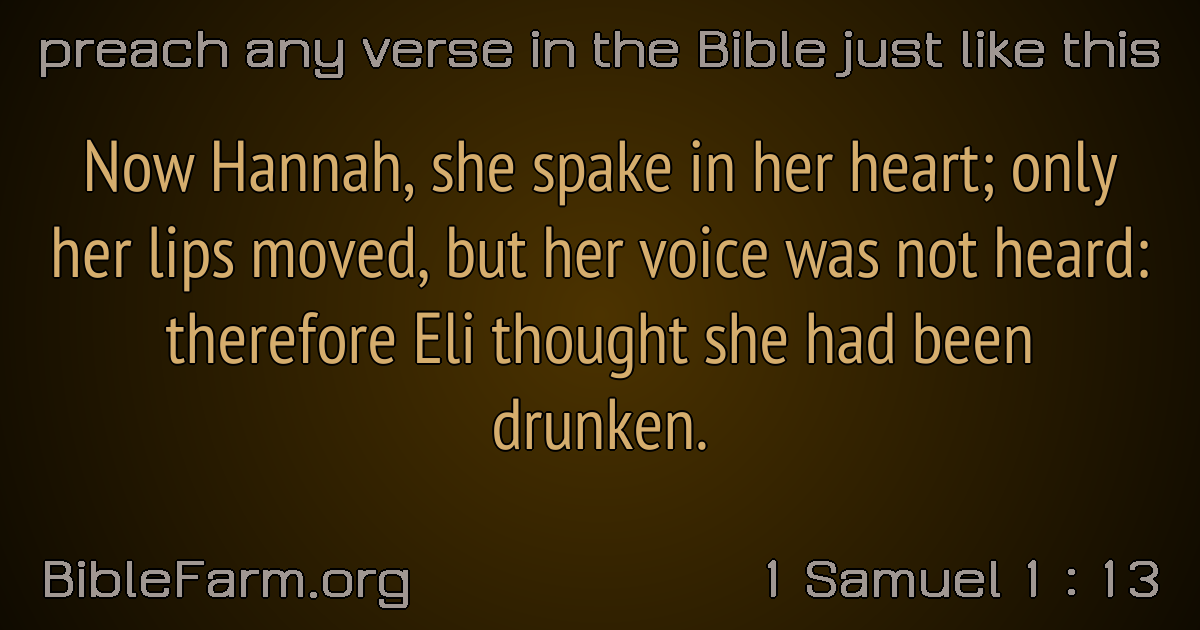 preach any verse in the Bible just like this
Now Hannah, she spake in her heart; only
her lips moved, but her voice was not heard:
therefore Eli thought she had been
drunken.
BibleFarm.org
1 Samuel 1 : 13